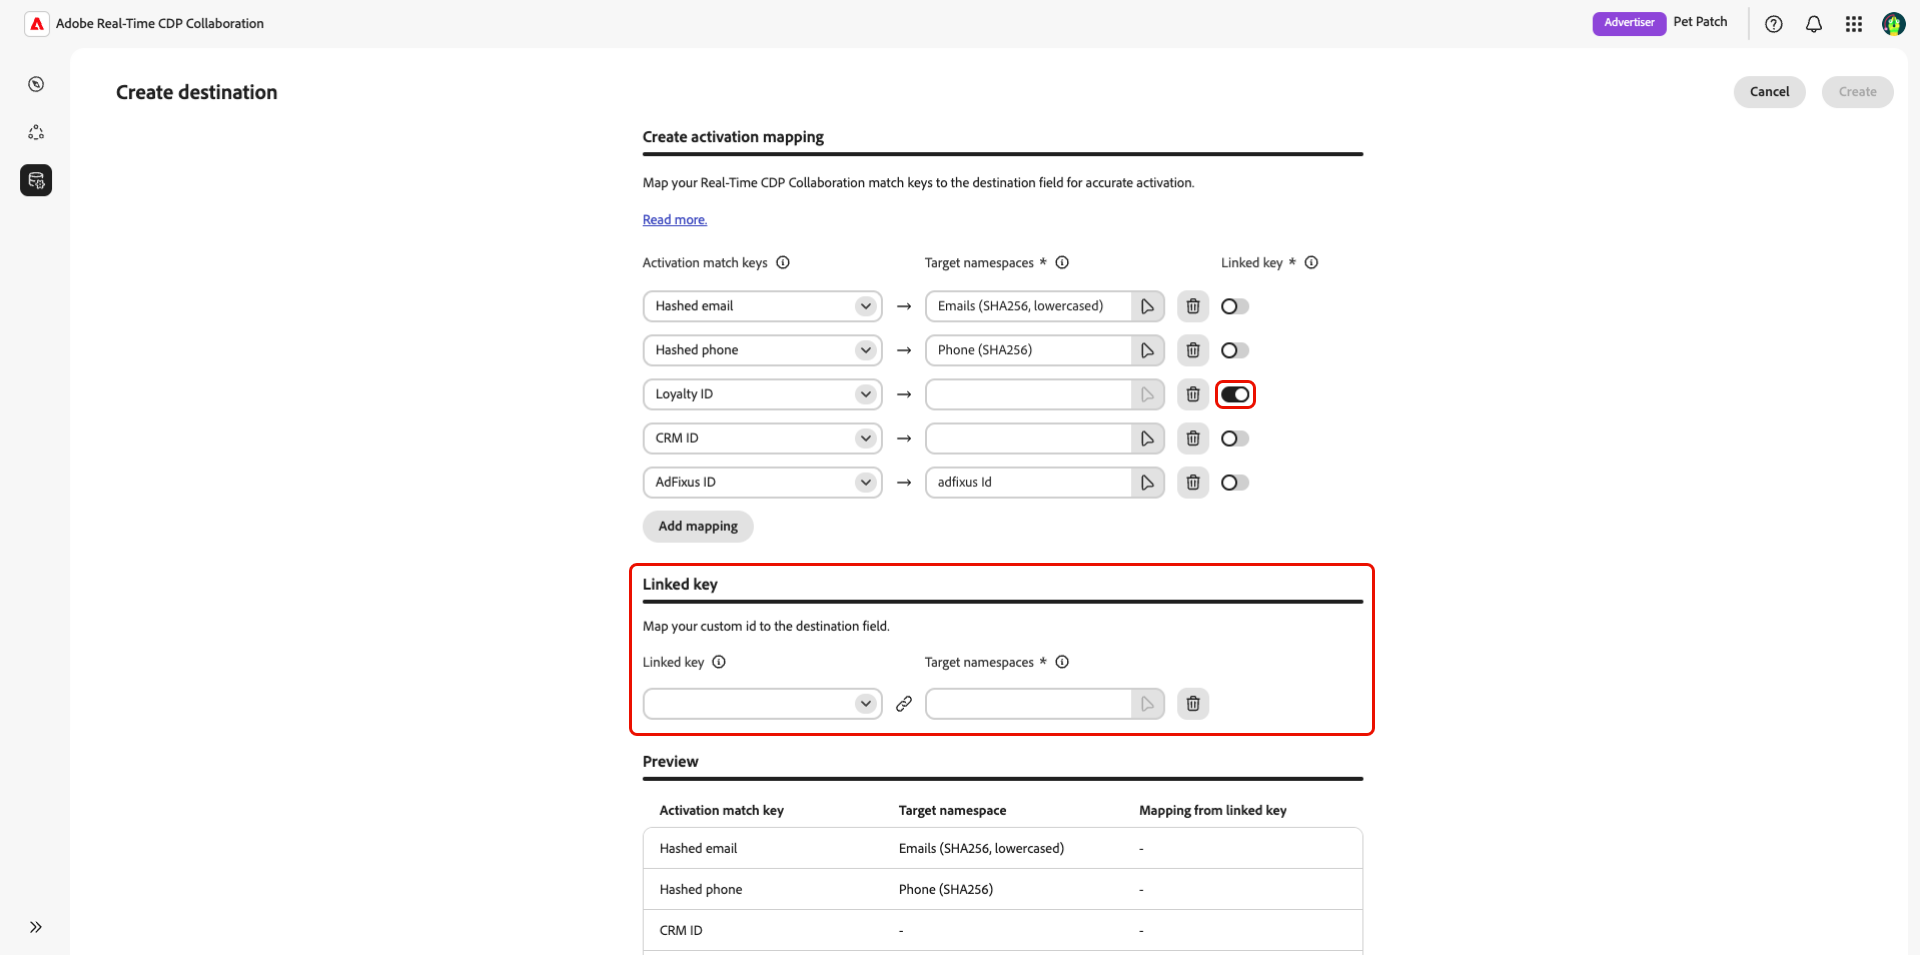 Adobe Real-Time CDP Collaboration
Advertiser Pet Patch
Create destination
Cancel Create
Create activation mapping
Map your Real-Time CDP Collaboration match keys to the destination field for accurate activation.
Read more.
Activation match keys Target namespaces * Linked key *
Hashed email Emails (SHA256, lowercased)
Hashed phone Phone (SHA256)
Loyalty ID
CRM ID
AdFixus ID adfixus Id
Add mapping
Linked key
Map your custom id to the destination field.
Linked key Target namespaces *
Preview
Activation match key Target namespace Mapping from linked key
Hashed email Emails (SHA256, lowercased) -
Hashed phone Phone (SHA256) -
CRM ID - -